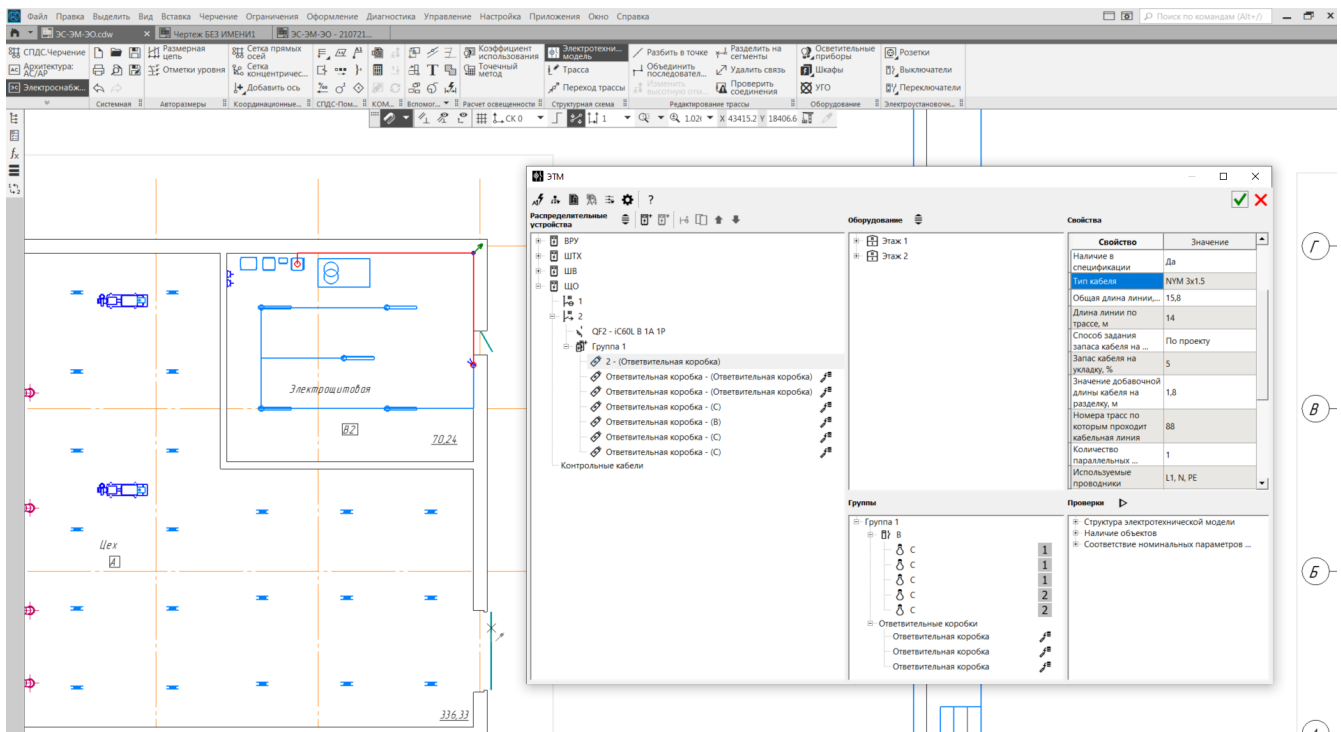 Файл Правка Выделить Вид Вставка Черчение Ограничения Оформление Диагностика Управление Настройка Приложения Окно Справка
Поиск по командам (Alt+/)
ЭС-ЭМ-ЭО.cdw
Чертеж БЕЗ ИМЕНИ1
ЭС-ЭМ-ЭО - 210721...
СПДС.Черчение
Архитектура: АС/АР
Электроснабж...
Размерная цепь
Отметки уровня
Сетка прямых осей
Сетка концентричес...
Добавить ось
Коэффициент использования
Точечный метод
Электротехни... модель
Трасса
Переход трассы
Разбить в точке
Объединить последовател...
Изменить высотную отм...
Разделить на сегменты
Удалить связь
Проверить соединения
Осветительные приборы
Шкафы
УГО
Розетки
Выключатели
Переключатели
Системная
Авторазмеры
Координационные...
СПДС-Пом...
КОМ...
Вспомог...
Расчет освещенности
Структурная схема
Редактирование трассы
Оборудование
Электроустановочн...
СК 0
1
X 43415.2 Y 18406.6
Электрощитовая
В2
70,24
Цех
А
336,33
Г
В
Б
ЭТМ
Распределительные устройства
ВРУ
ШТХ
ШВ
ЩО
1
2
QF2 - iC60L B 1A 1P
Группа 1
2 - (Ответвительная коробка)
Ответвительная коробка - (Ответвительная коробка)
Ответвительная коробка - (Ответвительная коробка)
Ответвительная коробка - (С)
Ответвительная коробка - (В)
Ответвительная коробка - (С)
Ответвительная коробка - (С)
Контрольные кабели
Оборудование
Этаж 1
Этаж 2
Группы
Группа 1
В
С 1
С 1
С 1
С 2
С 2
Ответвительные коробки
Ответвительная коробка
Ответвительная коробка
Ответвительная коробка
Свойства
Свойство Значение
Наличие в спецификации Да
Тип кабеля NYM 3x1.5
Общая длина линии,... 15,8
Длина линии по трассе, м 14
Способ задания запаса кабеля на ... По проекту
Запас кабеля на укладку, % 5
Значение добавочной длины кабеля на разделку, м 1,8
Номера трасс по которым проходит кабельная линия 88
Количество параллельных ... 1
Используемые проводники L1, N, PE
Проверки
Структура электротехнической модели
Наличие объектов
Соответствие номинальных параметров ...